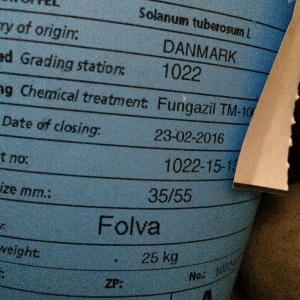 Solanum tuberosum L
ry of origin:
DANMARK
ed Grading station:
1022
ng Chemical treatment: Fungazil TM-10
Date of closing:
23-02-2016
t no:
1022-15-13
ize mm.:
35/55
Folva
weight:
25 kg
ZP:
No.: